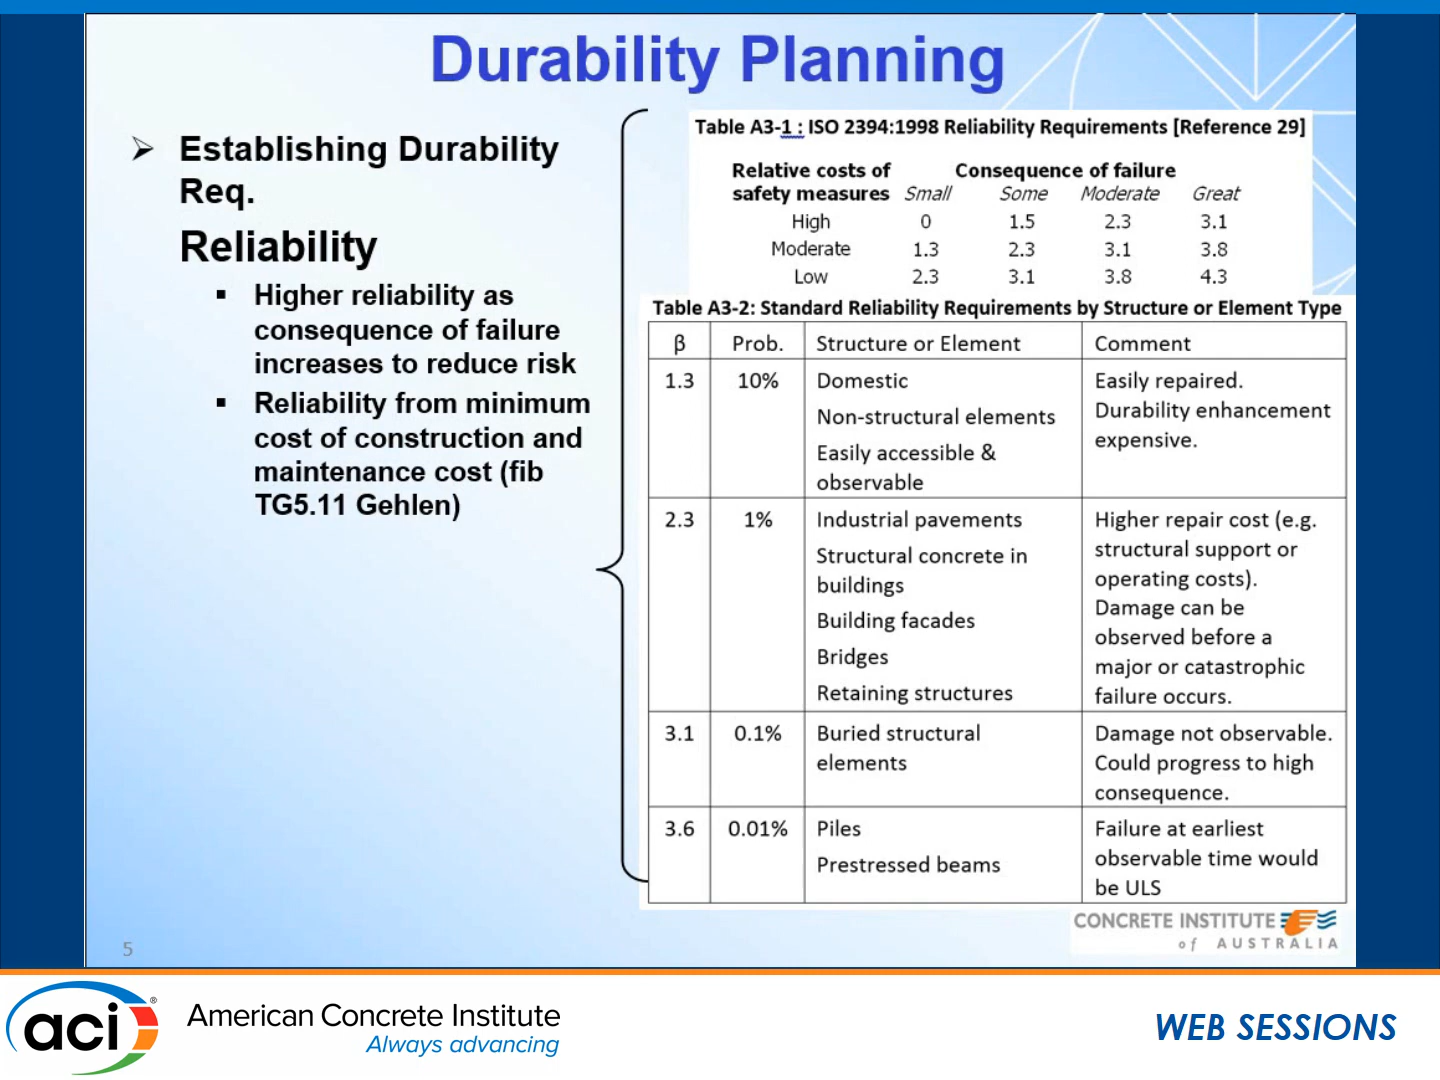 Durability Planning
➢ Establishing Durability
Req.
Reliability
▪ Higher reliability as
consequence of failure
increases to reduce risk
▪ Reliability from minimum
cost of construction and
maintenance cost (fib
TG5.11 Gehlen)
Table A3-1 : ISO 2394:1998 Reliability Requirements [Reference 29]
Relative costs of Consequence of failure
safety measures Small Some Moderate Great
High 0 1.5 2.3 3.1
Moderate 1.3 2.3 3.1 3.8
Low 2.3 3.1 3.8 4.3
Table A3-2: Standard Reliability Requirements by Structure or Element Type
β Prob. Structure or Element Comment
1.3 10% Domestic Easily repaired.
Non-structural elements Durability enhancement
Easily accessible & expensive.
observable
2.3 1% Industrial pavements Higher repair cost (e.g.
Structural concrete in structural support or
buildings operating costs).
Building facades Damage can be
Bridges observed before a
Retaining structures major or catastrophic
failure occurs.
3.1 0.1% Buried structural Damage not observable.
elements Could progress to high
consequence.
3.6 0.01% Piles Failure at earliest
Prestressed beams observable time would
be ULS
CONCRETE INSTITUTE
of AUSTRALIA
5
aci® American Concrete Institute
Always advancing
WEB SESSIONS